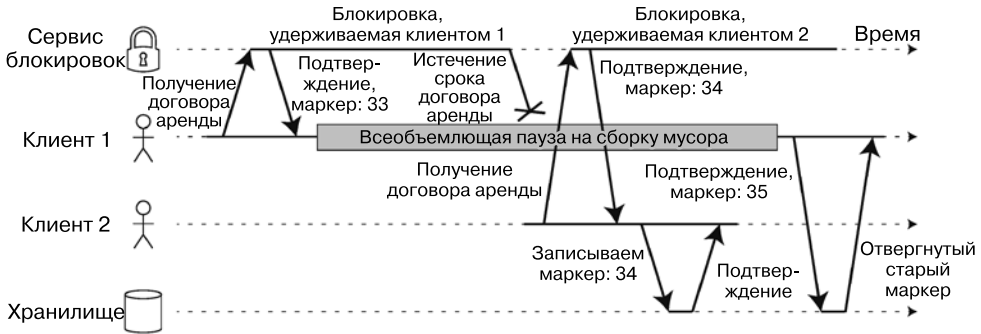 Блокировка,
удерживаемая клиентом 1
Блокировка,
удерживаемая клиентом 2
Время
Сервис
блокировок
Получение
договора
аренды
Подтвер-
ждение,
маркер: 33
Истечение
срока
договора
аренды
Подтверждение,
маркер: 34
Клиент 1
Всеобъемлющая пауза на сборку мусора
Получение
договора аренды
Подтверждение,
маркер: 35
Клиент 2
Записываем
маркер: 34
Подтвер-
ждение
Отвергнутый
старый
маркер
Хранилище